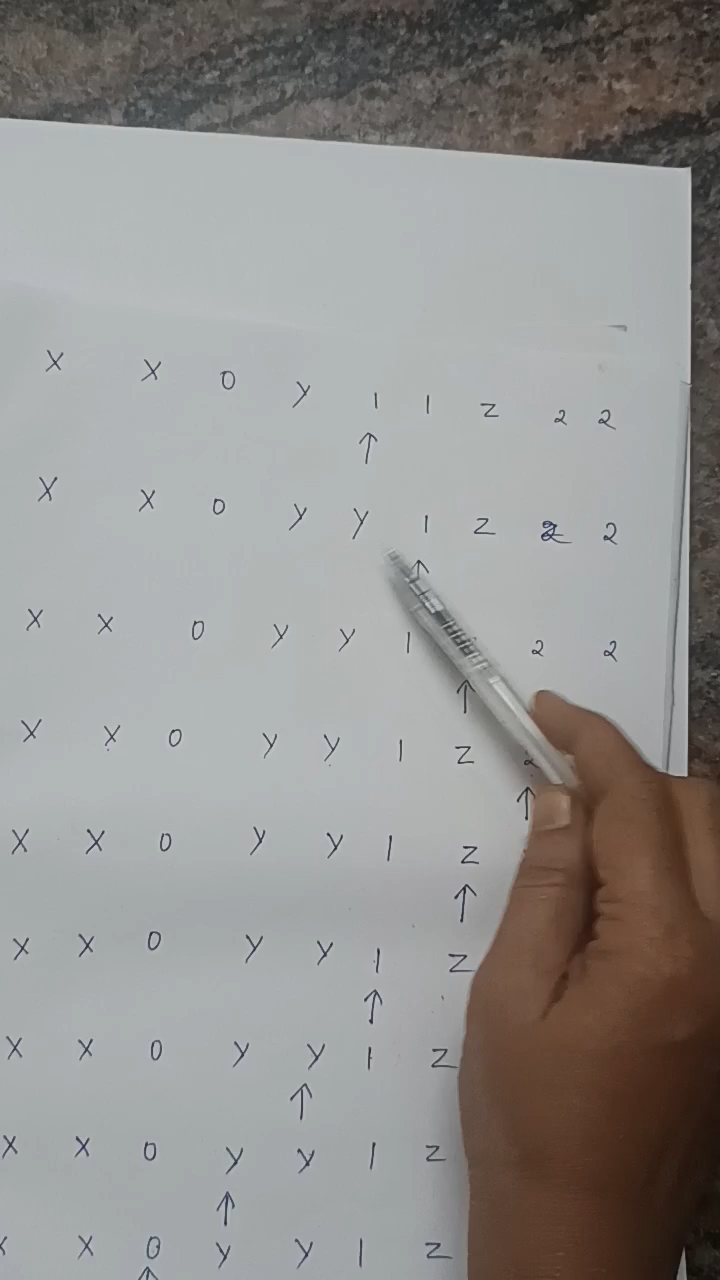 X X 0 y 1 1 z 2 2
↑
X X 0 y y 1 z 2 2
↑
X X 0 y y 1 2 2
↑
X X 0 y y 1 z 2
↑
X X 0 y y 1 z
↑
X X 0 y y 1 z
↑
X X 0 y y 1 z
↑
X X 0 y y 1 z
↑
X X 0 y y 1 z
↑